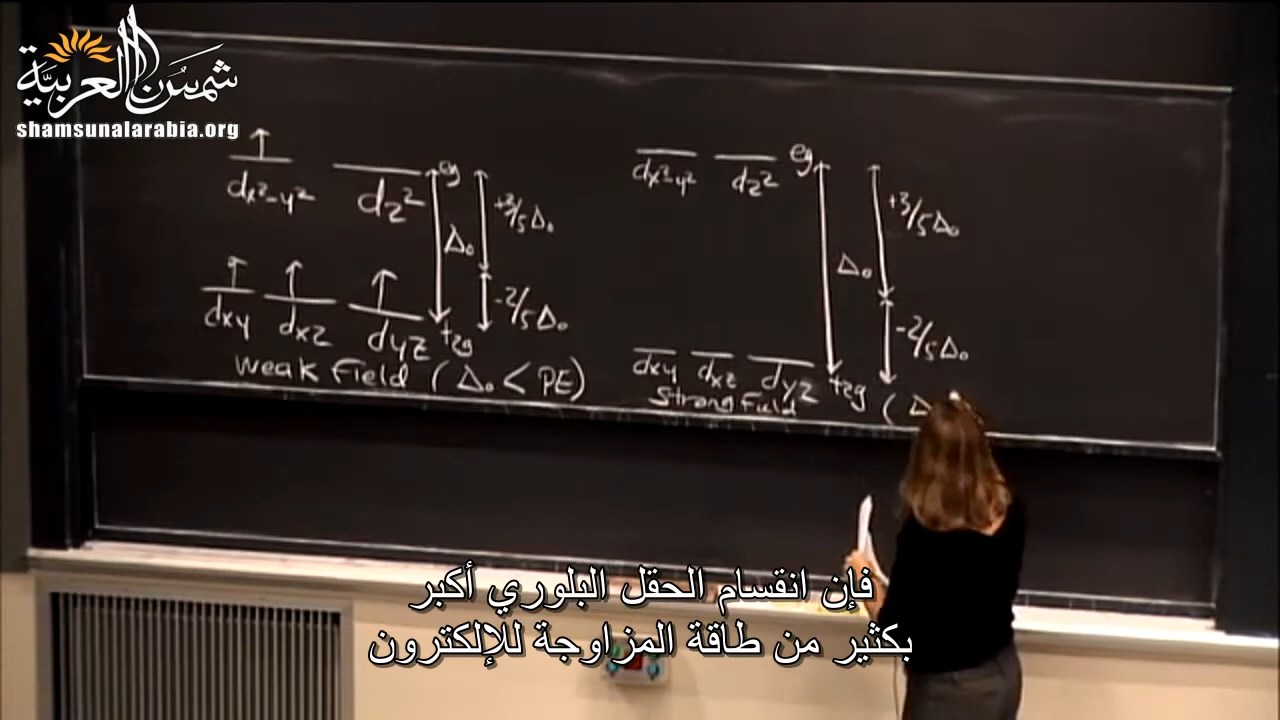 شمسُنا العربيّة
shamsunalarabia.org
dx²-y² dz² eg
+3/5Δ₀
Δ₀
-2/5Δ₀
dxy dxz dyz t2g
Weak Field (Δ₀ < PE)
dx²-y² dz² eg
+3/5Δ₀
Δ₀
-2/5Δ₀
dxy dxz dyz t2g
Strong Field (Δ
فإن انقسام الحقل البلوري أكبر
بكثير من طاقة المزاوجة للإلكترون